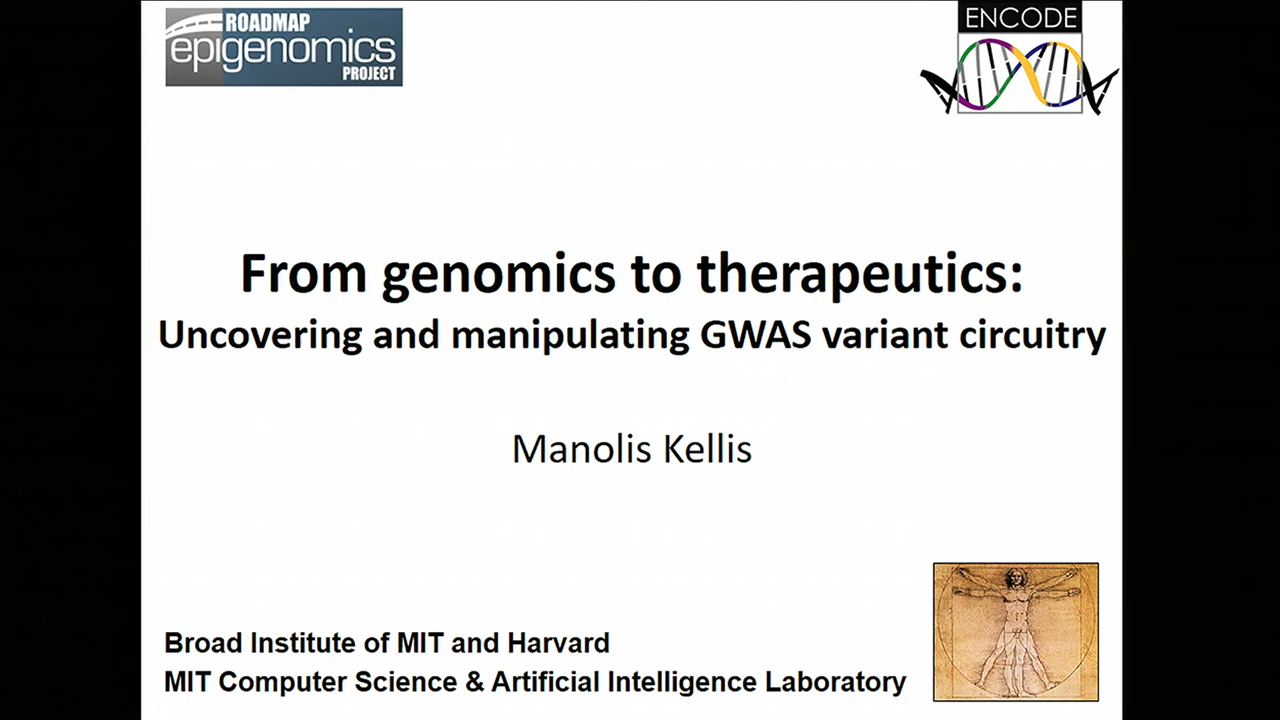 ROADMAP
epigenomics
PROJECT
ENCODE
From genomics to therapeutics:
Uncovering and manipulating GWAS variant circuitry
Manolis Kellis
Broad Institute of MIT and Harvard
MIT Computer Science & Artificial Intelligence Laboratory